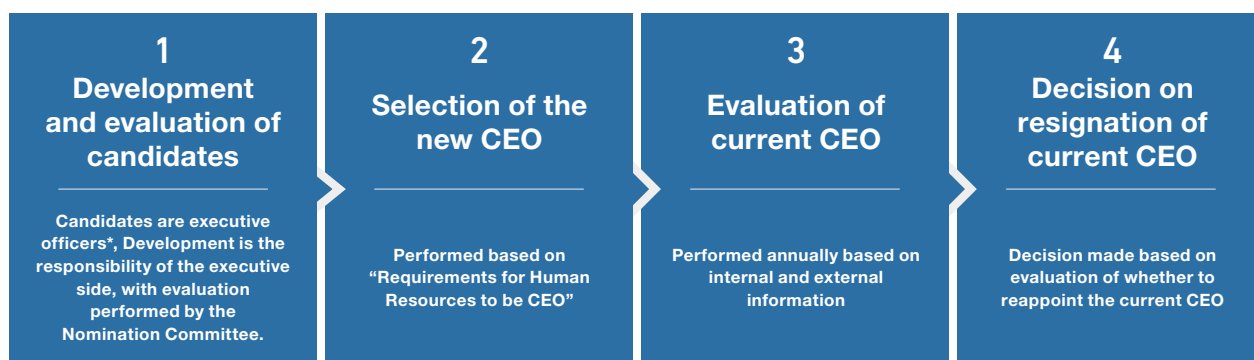 1
Development
and evaluation of
candidates
Candidates are executive
officers*, Development is the
responsibility of the executive
side, with evaluation
performed by the
Nomination Committee.
2
Selection of the
new CEO
Performed based on
“Requirements for Human
Resources to be CEO”
3
Evaluation of
current CEO
Performed annually based on
internal and external
information
4
Decision on
resignation of
current CEO
Decision made based on
evaluation of whether to
reappoint the current CEO